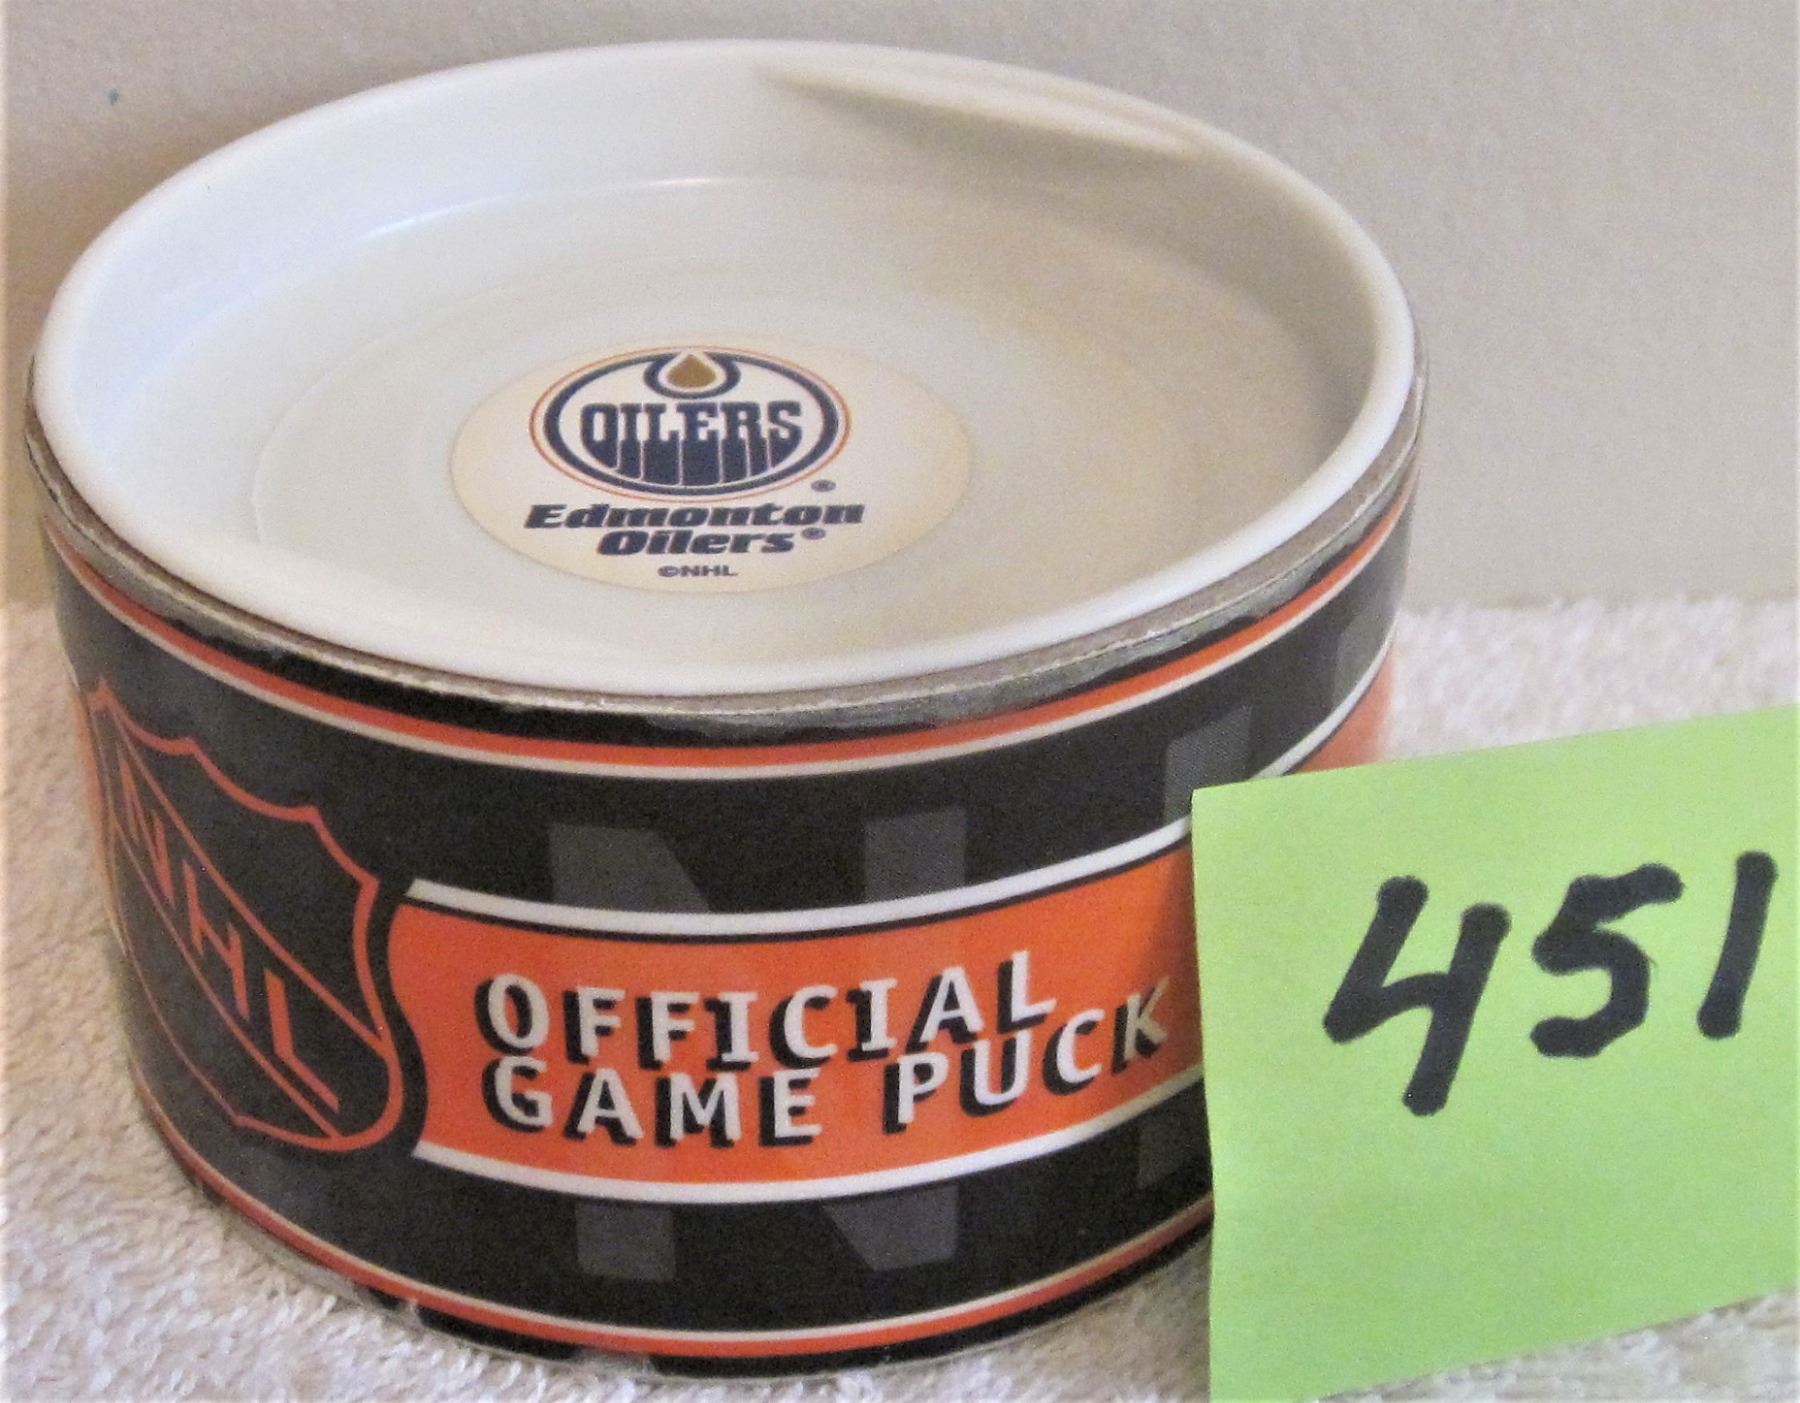 OILERS
®
Edmonton
Oilers®
©NHL
NHL
OFFICIAL
GAME PUCK
451